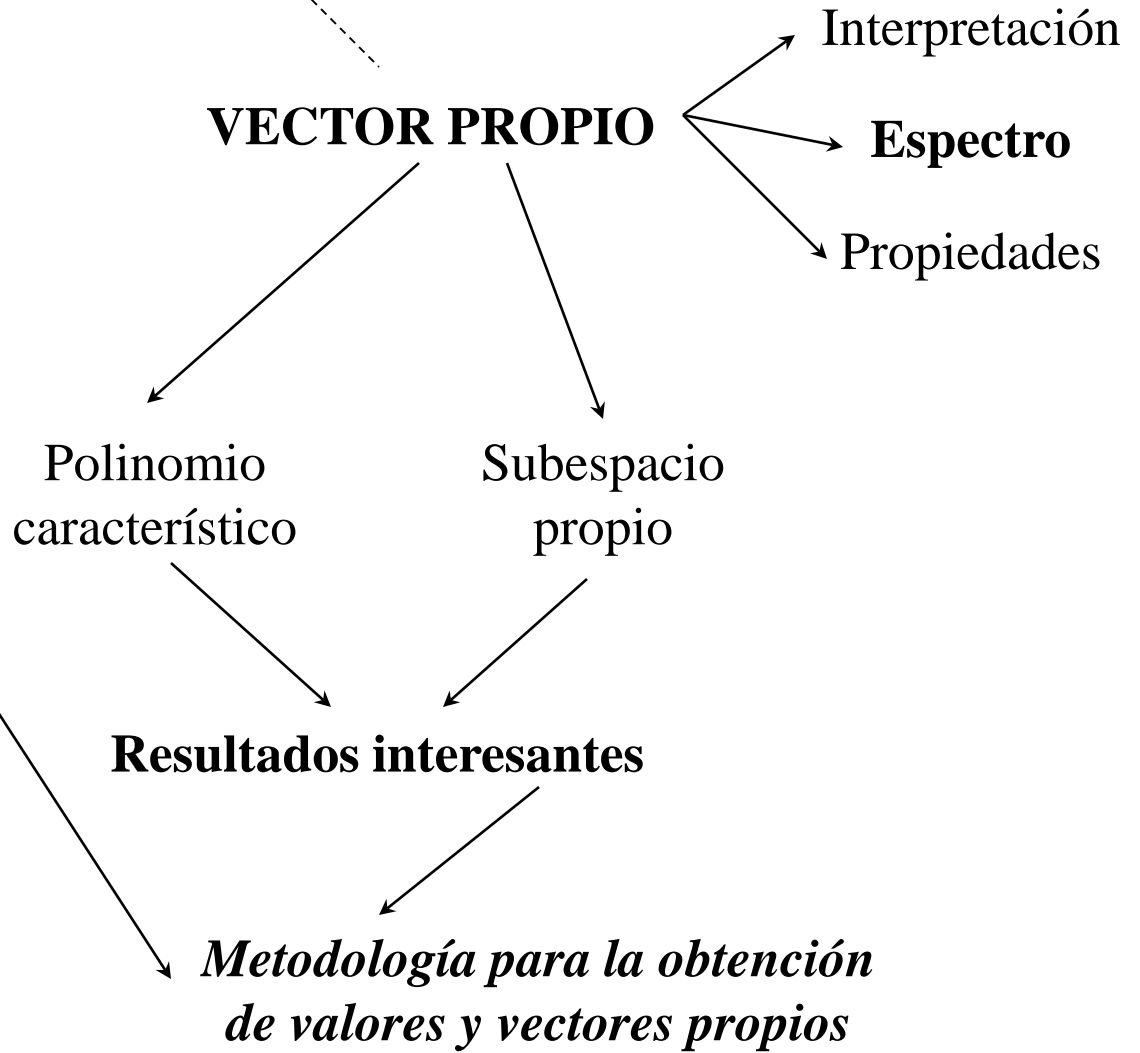 Interpretación
VECTOR PROPIO
Espectro
Propiedades
Polinomio
característico
Subespacio
propio
Resultados interesantes
Metodología para la obtención
de valores y vectores propios